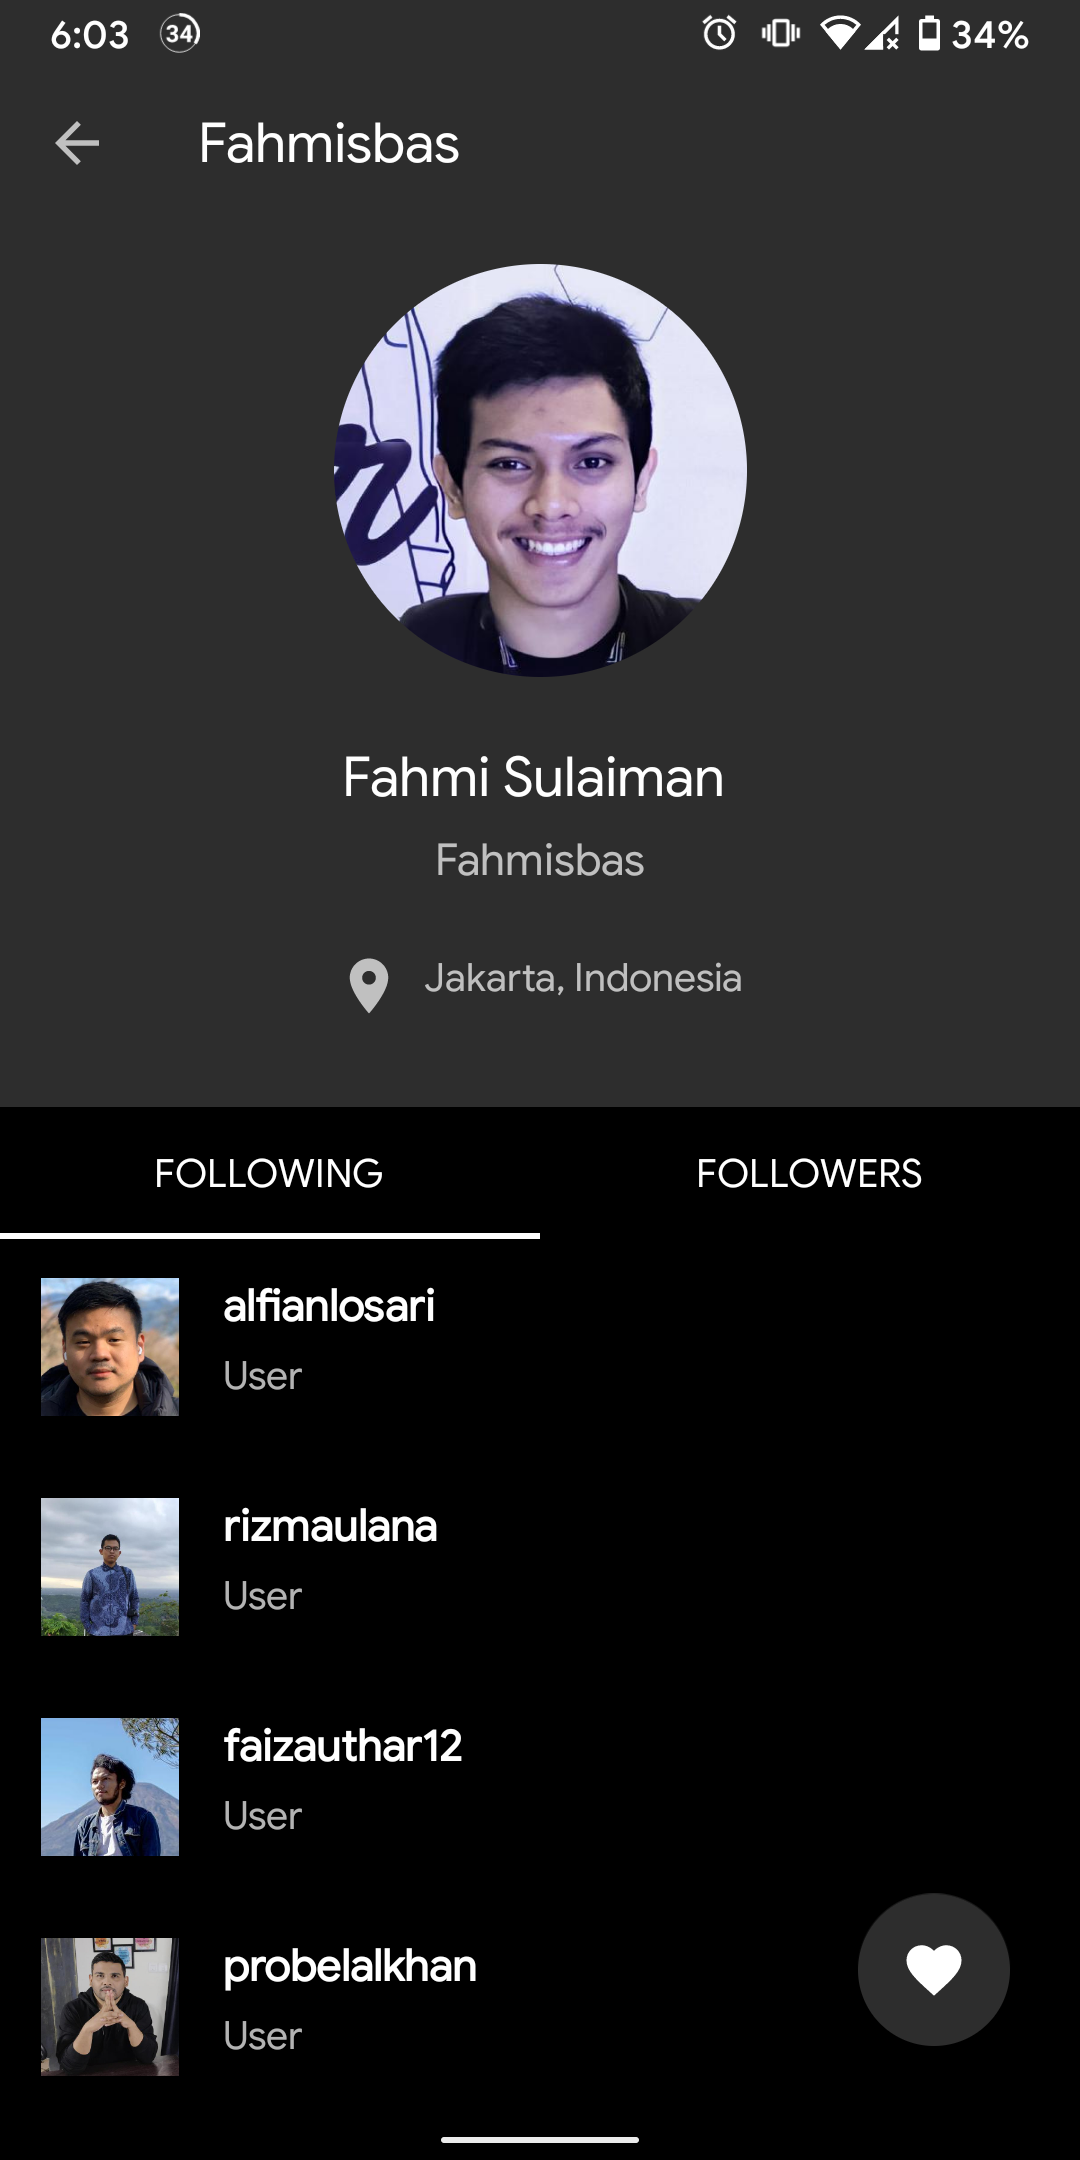 6:03 34 34%
Fahmisbas
Fahmi Sulaiman
Fahmisbas
Jakarta, Indonesia
FOLLOWING FOLLOWERS
alfianlosari
User
rizmaulana
User
faizauthar12
User
probelalkhan
User